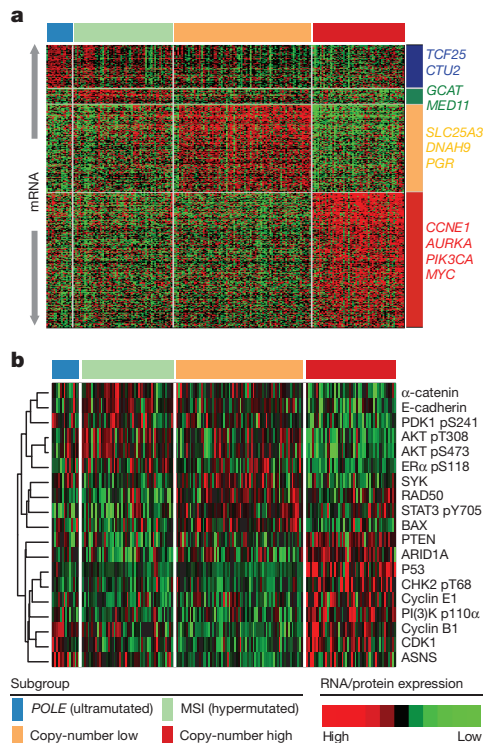 a
mRNA
TCF25
CTU2
GCAT
MED11
SLC25A3
DNAH9
PGR
CCNE1
AURKA
PIK3CA
MYC
b
α-catenin
E-cadherin
PDK1 pS241
AKT pT308
AKT pS473
ERα pS118
SYK
RAD50
STAT3 pY705
BAX
PTEN
ARID1A
P53
CHK2 pT68
Cyclin E1
PI(3)K p110α
Cyclin B1
CDK1
ASNS
Subgroup
POLE (ultramutated)
MSI (hypermutated)
Copy-number low
Copy-number high
RNA/protein expression
High
Low